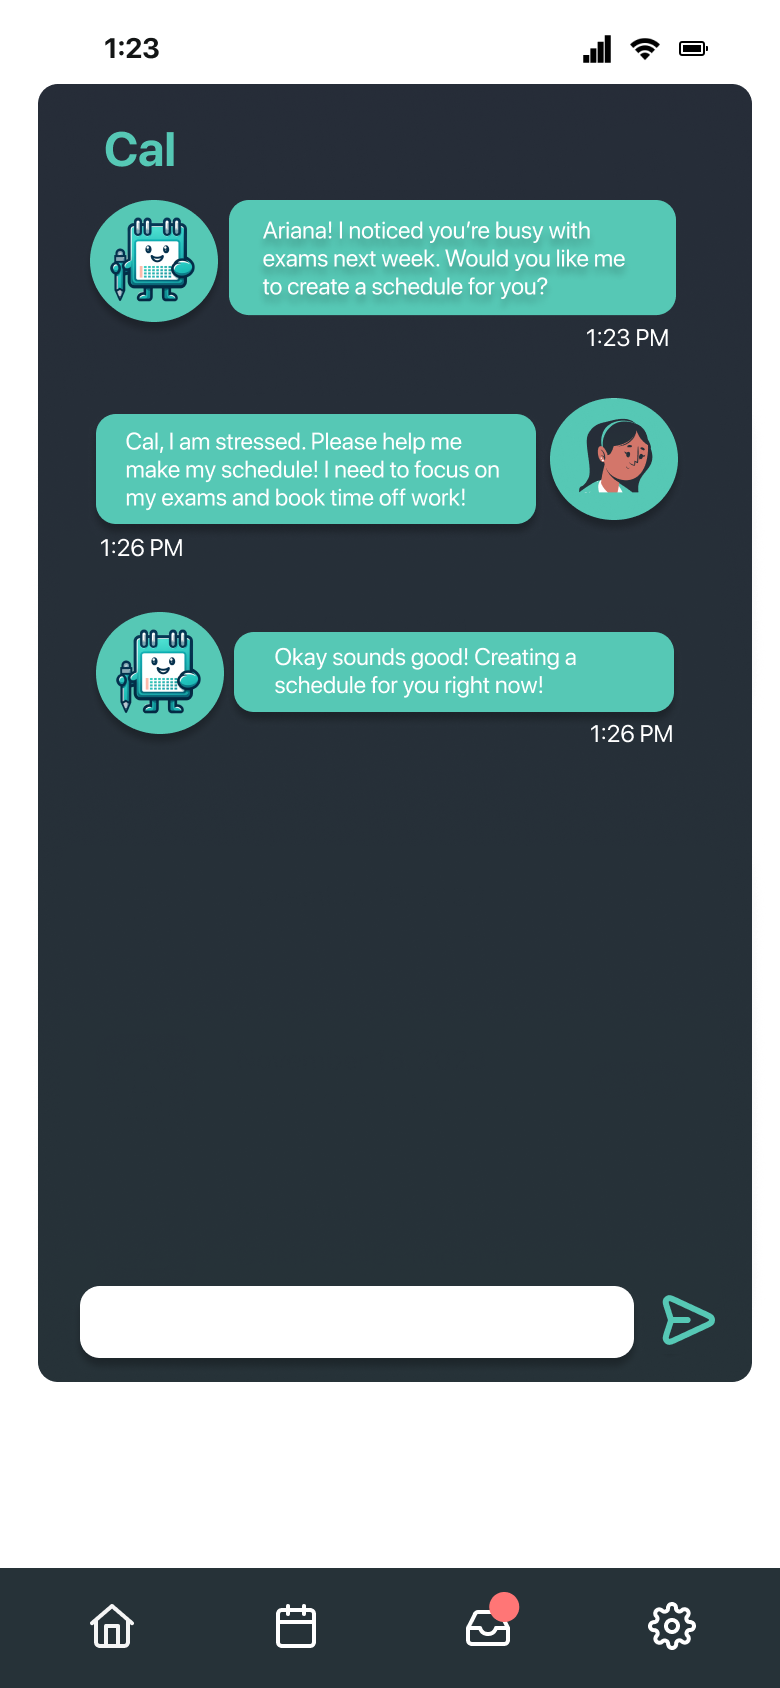 1:23
Cal
Ariana! I noticed you’re busy with
exams next week. Would you like me
to create a schedule for you?
1:23 PM
Cal, I am stressed. Please help me
make my schedule! I need to focus on
my exams and book time off work!
1:26 PM
Okay sounds good! Creating a
schedule for you right now!
1:26 PM